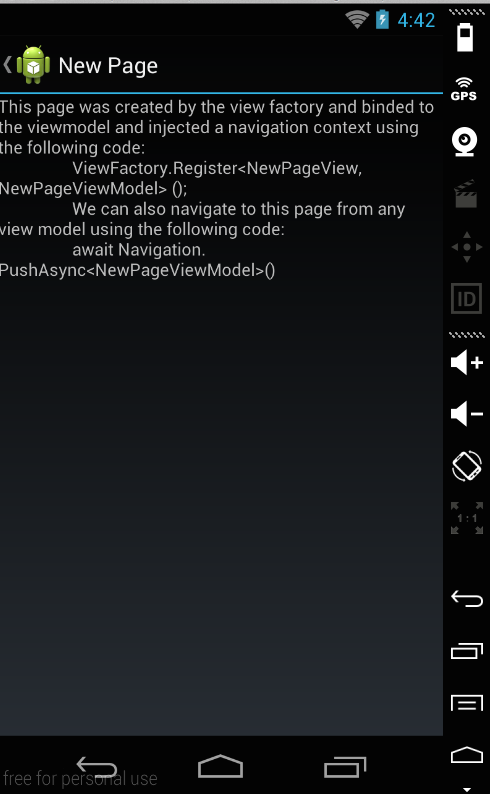 4:42
New Page
This page was created by the view factory and binded to
the viewmodel and injected a navigation context using
the following code:
ViewFactory.Register<NewPageView,
NewPageViewModel> ();
We can also navigate to this page from any
view model using the following code:
await Navigation.
PushAsync<NewPageViewModel>()
free for personal use
GPS
ID
1:1